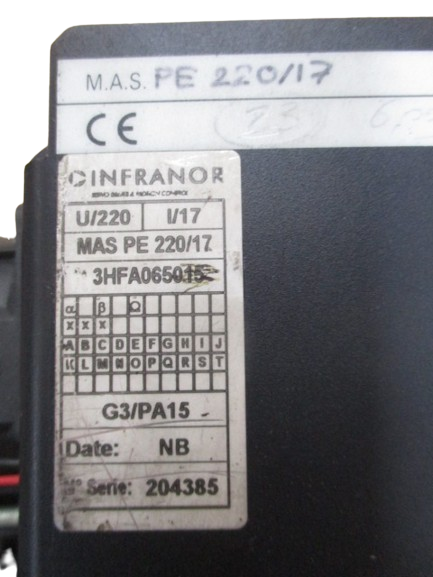 M.A.S. PE 220/17
CE
INFRANOR
U/220 I/17
MAS PE 220/17
3HFA065015
α β Ω
x x x
A B C D E F G H I J
K L M N O P Q R S T
G3/PA15 -
Date: NB
N° Serie: 204385